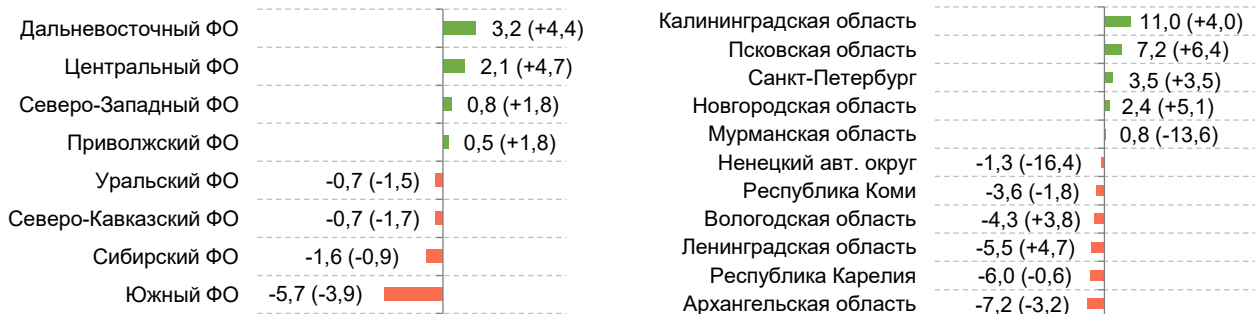 Дальневосточный ФО 3,2 (+4,4)
Центральный ФО 2,1 (+4,7)
Северо-Западный ФО 0,8 (+1,8)
Приволжский ФО 0,5 (+1,8)
Уральский ФО -0,7 (-1,5)
Северо-Кавказский ФО -0,7 (-1,7)
Сибирский ФО -1,6 (-0,9)
Южный ФО -5,7 (-3,9)
Калининградская область 11,0 (+4,0)
Псковская область 7,2 (+6,4)
Санкт-Петербург 3,5 (+3,5)
Новгородская область 2,4 (+5,1)
Мурманская область 0,8 (-13,6)
Ненецкий авт. округ -1,3 (-16,4)
Республика Коми -3,6 (-1,8)
Вологодская область -4,3 (+3,8)
Ленинградская область -5,5 (+4,7)
Республика Карелия -6,0 (-0,6)
Архангельская область -7,2 (-3,2)